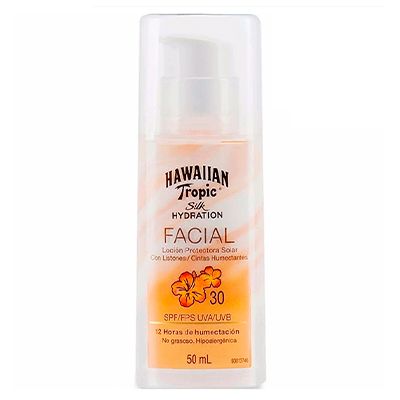 HAWAIIAN
Tropic
Silk
HYDRATION
FACIAL
Loción Protectora Solar
Con Listones/Cintas Humectantes
30
SPF/FPS UVA/UVB
12 Horas de humectación
No grasoso, Hipoalergénica
50 mL